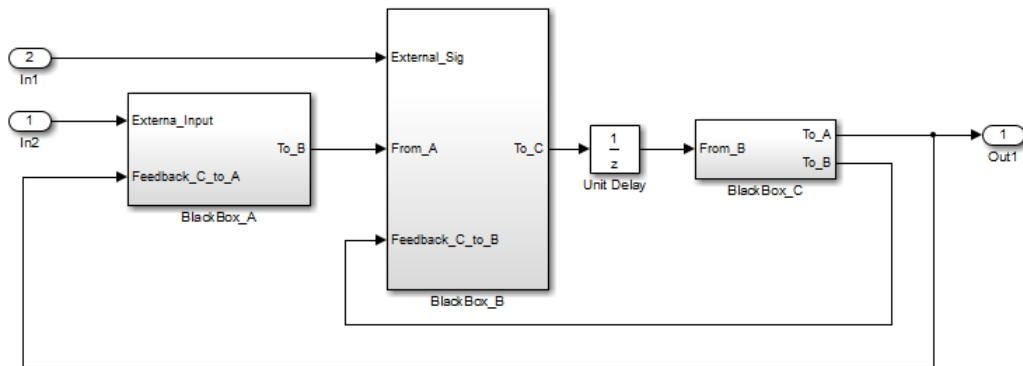 2
In1
External_Sig
1
In2
Externa_Input
To_B
Feedback_C_to_A
BlackBox_A
From_A
To_C
Feedback_C_to_B
BlackBox_B
1
z
Unit Delay
From_B
To_A
To_B
BlackBox_C
1
Out1